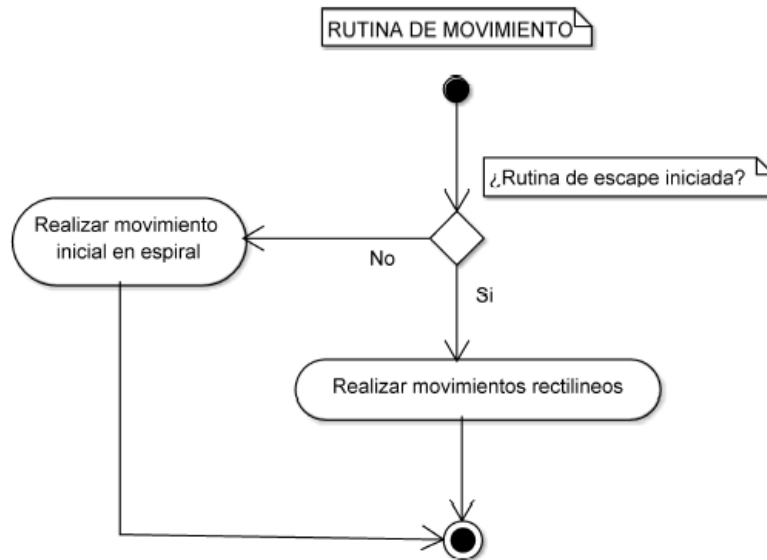 RUTINA DE MOVIMIENTO
¿Rutina de escape iniciada?
Realizar movimiento
inicial en espiral
No
Si
Realizar movimientos rectilineos